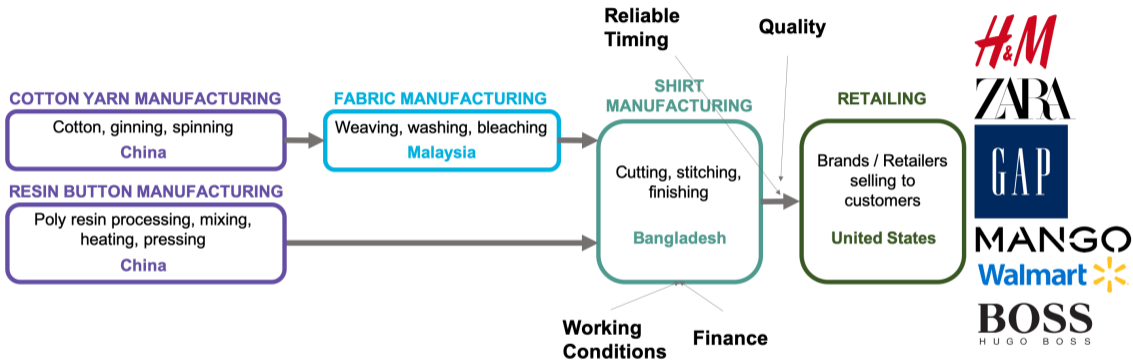 Reliable
Timing
Quality
COTTON YARN MANUFACTURING
Cotton, ginning, spinning
China
FABRIC MANUFACTURING
Weaving, washing, bleaching
Malaysia
RESIN BUTTON MANUFACTURING
Poly resin processing, mixing,
heating, pressing
China
SHIRT
MANUFACTURING
Cutting, stitching,
finishing
Bangladesh
Working
Conditions
Finance
RETAILING
Brands / Retailers
selling to
customers
United States
H&M
ZARA
GAP
MANGO
Walmart
BOSS
HUGO BOSS